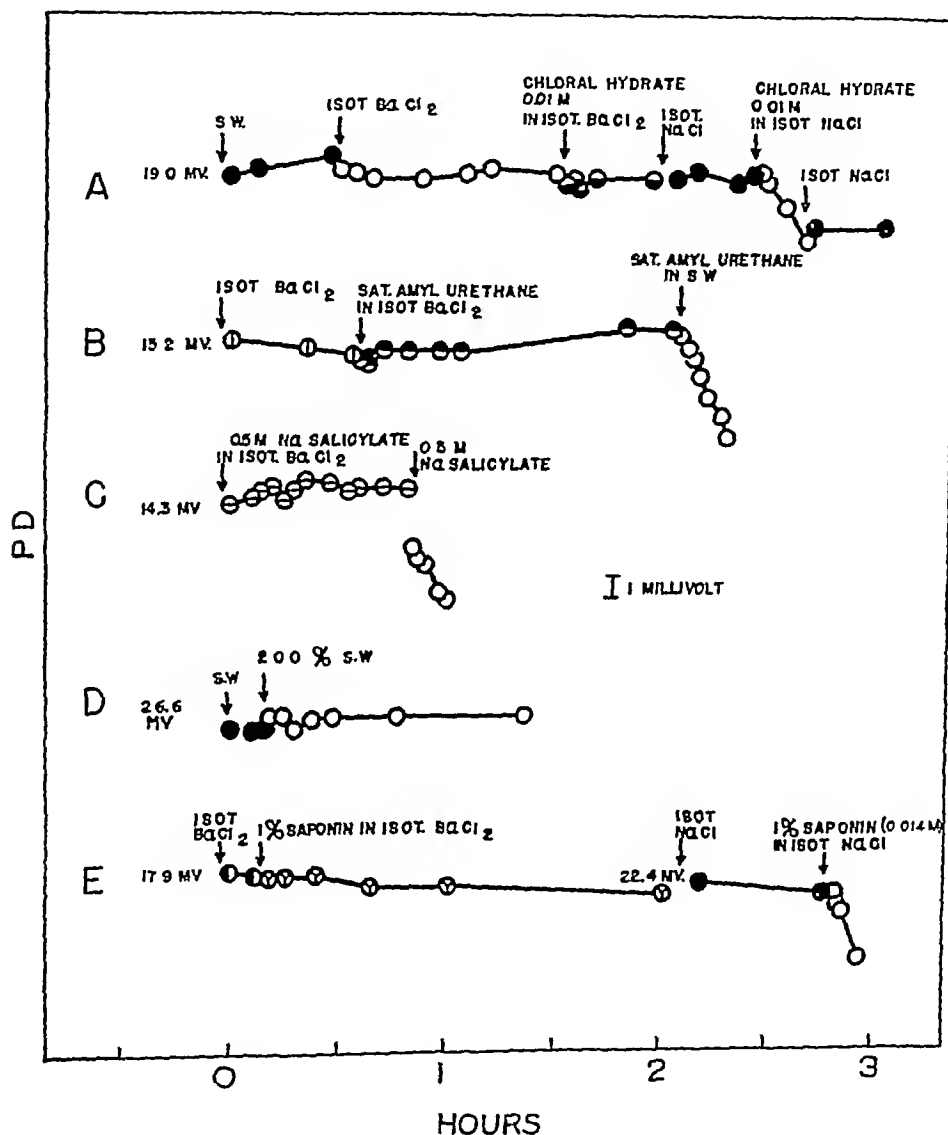 S.W.
ISOT BaCl2
CHLORAL HYDRATE
0.01 M
IN ISOT. BaCl2
ISOT.
NaCl
CHLORAL HYDRATE
0.01 M
IN ISOT NaCl
ISOT NaCl
A
19.0 MV.
ISOT BaCl2
SAT. AMYL URETHANE
IN ISOT BaCl2
SAT. AMYL URETHANE
IN S W
B
15.2 MV.
0.5 M Na SALICYLATE
IN ISOT. BaCl2
M
Na SALICYLATE
C
14.3 MV
PD
I 1 MILLIVOLT
D
26.6
MV
S.W
200 % S.W
E
17.9 MV
ISOT
BaCl2
1% SAPONIN IN ISOT. BaCl2
22.4 MV.
ISOT
NaCl
1% SAPONIN (0.014 M)
IN ISOT NaCl
0 1 2 3
HOURS